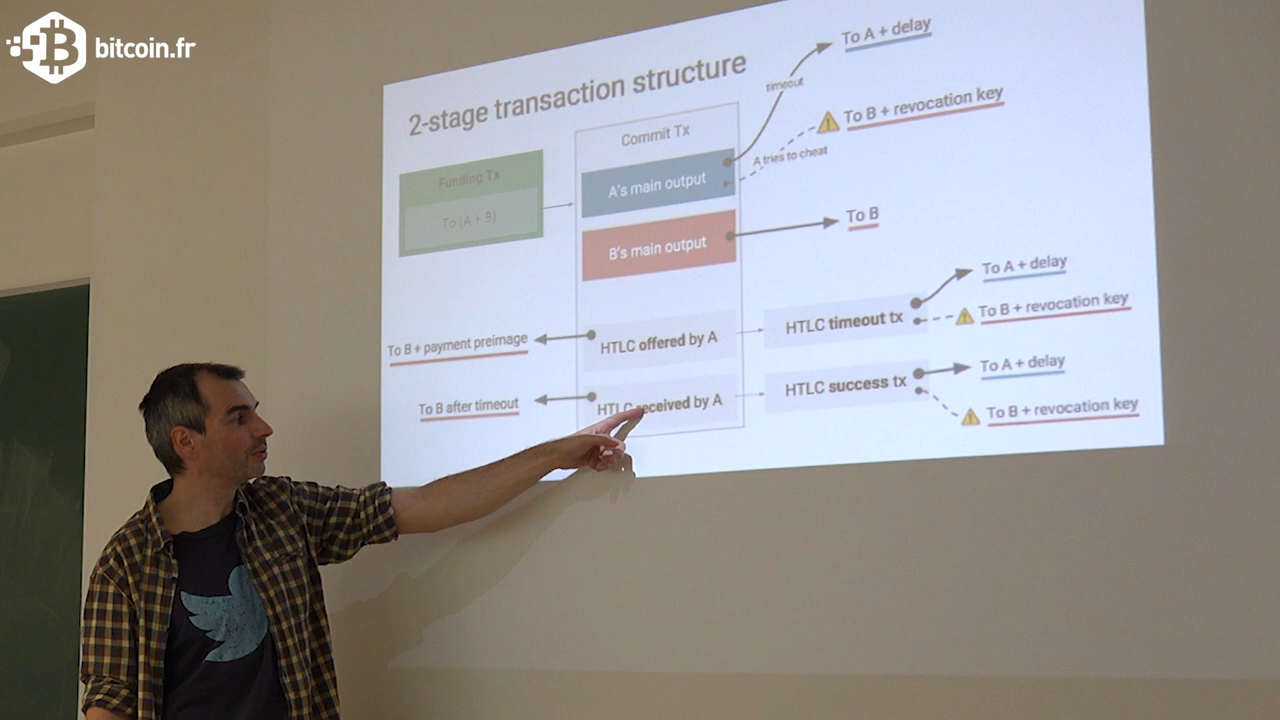 bitcoin.fr
2-stage transaction structure
To A + delay
timeout
To B + revocation key
A tries to cheat
Commit Tx
Funding Tx
To (A + B)
A's main output
B's main output
To B
To A + delay
HTLC timeout tx
To B + revocation key
To B + payment preimage
HTLC offered by A
To A + delay
HTLC success tx
To B + revocation key
To B after timeout
HTLC received by A